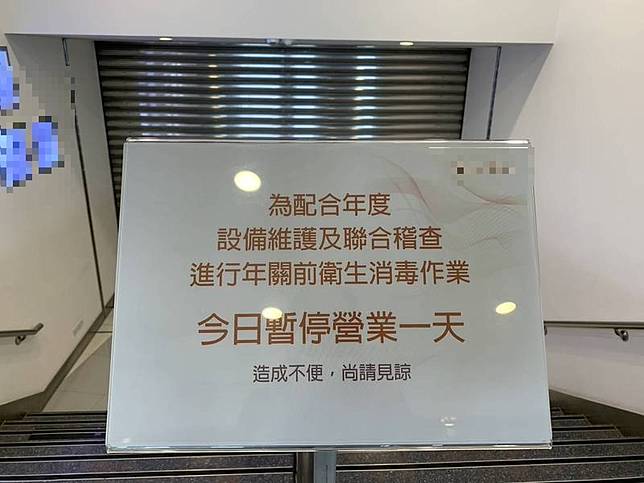 為配合年度
設備維護及聯合稽查
進行年關前衛生消毒作業
今日暫停營業一天
造成不便，尚請見諒